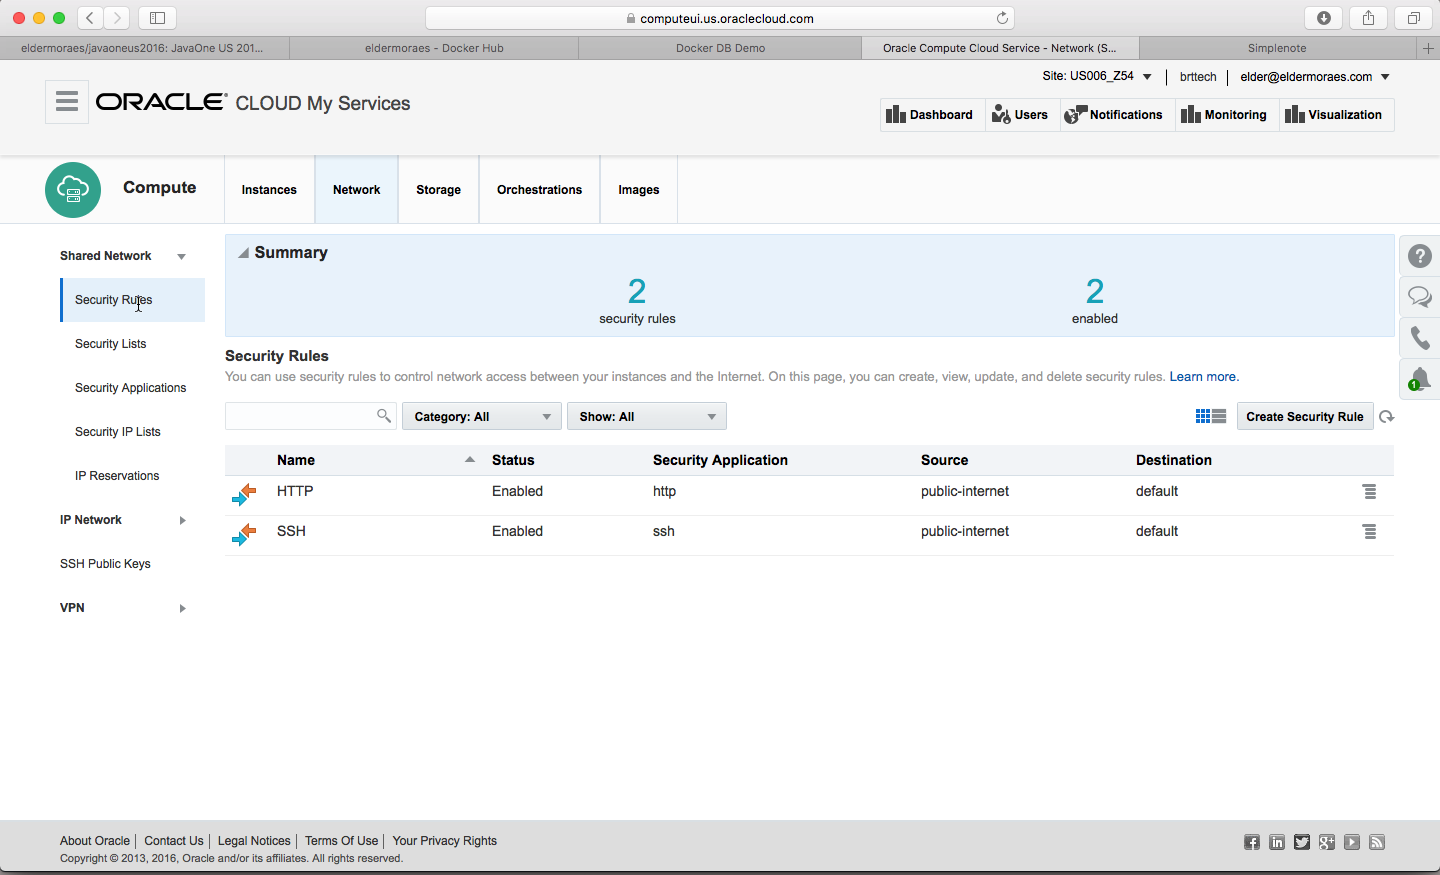 computeui.us.oraclecloud.com
eldermoraes/javaoneus2016: JavaOne US 201...
eldermoraes - Docker Hub
Docker DB Demo
Oracle Compute Cloud Service - Network (S...
Simplenote
Site: US006_Z54
brttech
elder@eldermoraes.com
ORACLE CLOUD My Services
Dashboard
Users
Notifications
Monitoring
Visualization
Compute
Instances
Network
Storage
Orchestrations
Images
Shared Network
Security Rules
Security Lists
Security Applications
Security IP Lists
IP Reservations
IP Network
SSH Public Keys
VPN
Summary
2
security rules
2
enabled
Security Rules
You can use security rules to control network access between your instances and the Internet. On this page, you can create, view, update, and delete security rules. Learn more.
Category: All
Show: All
Create Security Rule
Name Status Security Application Source Destination
HTTP Enabled http public-internet default
SSH Enabled ssh public-internet default
?
1
About Oracle | Contact Us | Legal Notices | Terms Of Use | Your Privacy Rights
Copyright © 2013, 2016, Oracle and/or its affiliates. All rights reserved.